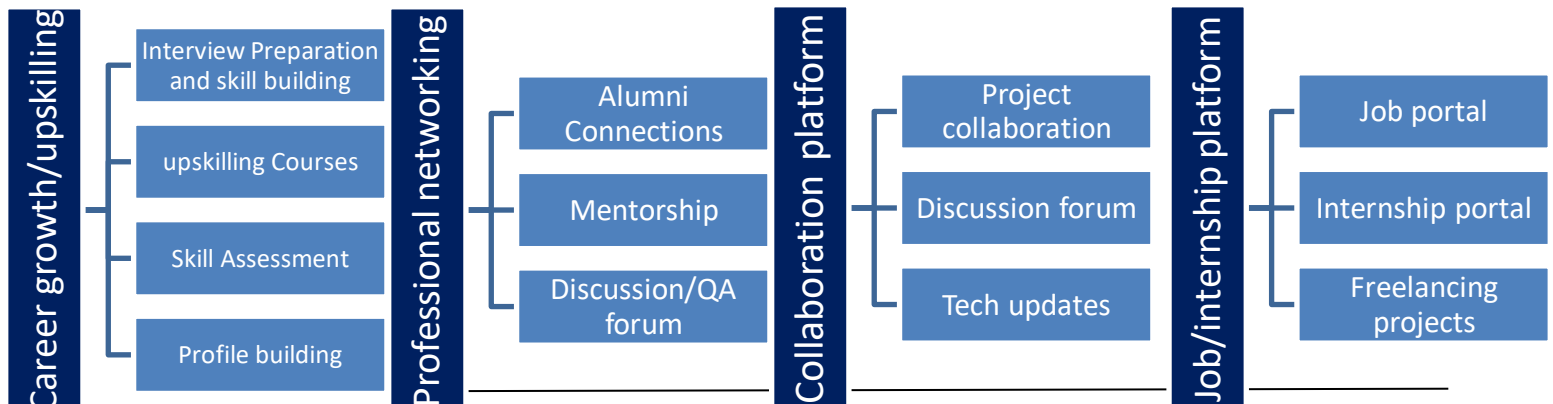 Career growth/upskilling
Interview Preparation
and skill building
upskilling Courses
Skill Assessment
Profile building
Professional networking
Alumni
Connections
Mentorship
Discussion/QA
forum
Collaboration platform
Project
collaboration
Discussion forum
Tech updates
Job/internship platform
Job portal
Internship portal
Freelancing
projects